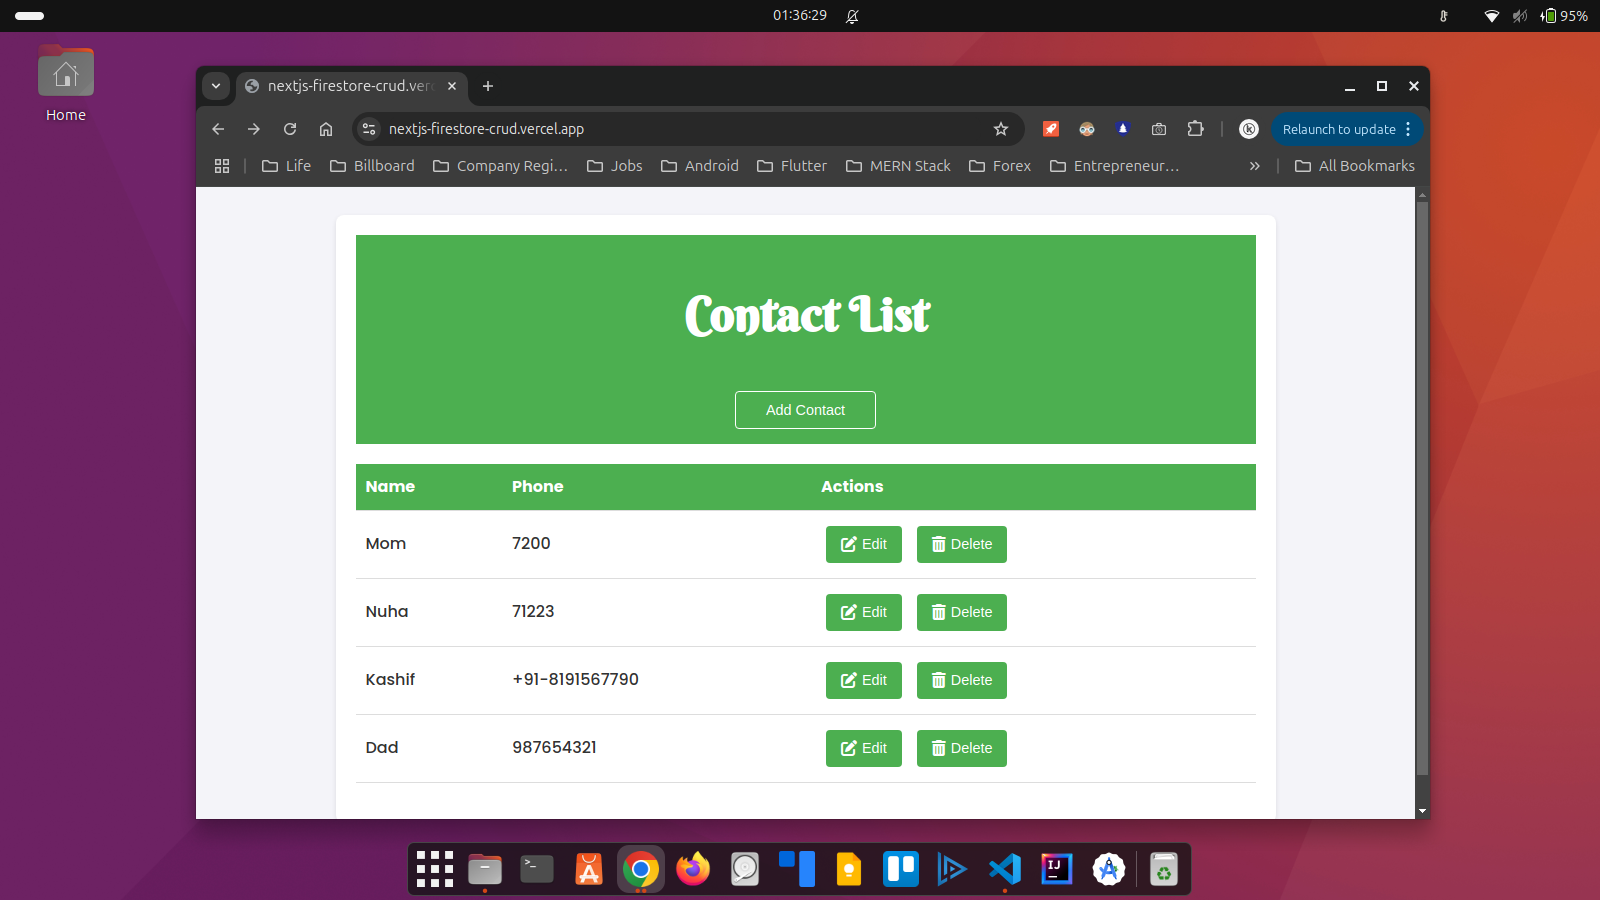 01:36:29
95%
Home
nextjs-firestore-crud.verc
nextjs-firestore-crud.vercel.app
Relaunch to update
Life Billboard Company Regi... Jobs Android Flutter MERN Stack Forex Entrepreneur... » All Bookmarks
Contact List
Add Contact
Name Phone Actions
Mom 7200 Edit Delete
Nuha 71223 Edit Delete
Kashif +91-8191567790 Edit Delete
Dad 987654321 Edit Delete
>_
IJ